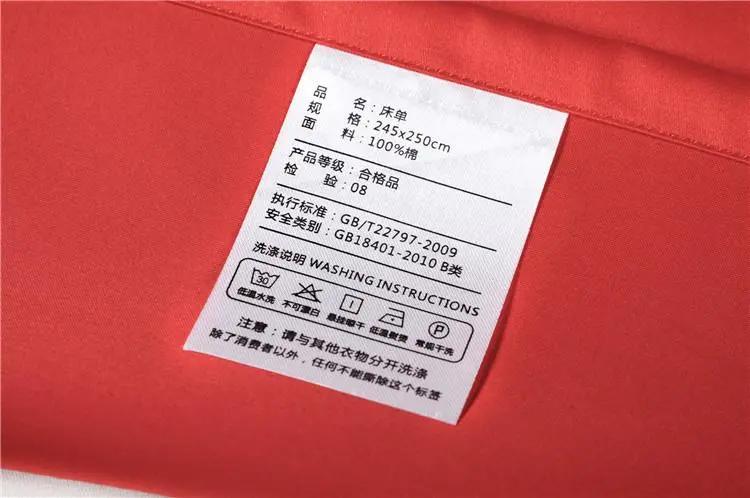 品 名：床单
规 格：245x250cm
面 料：100%棉
产品等级：合格品
检 验：08
执行标准：GB/T22797-2009
安全类别：GB18401-2010 B类
洗涤说明 WASHING INSTRUCTIONS
30 P
低温水洗 不可漂白 悬挂晾干 低温熨烫 常规干洗
注意：请与其他衣物分开洗涤
除了消费者以外，任何不能撕除这个标签